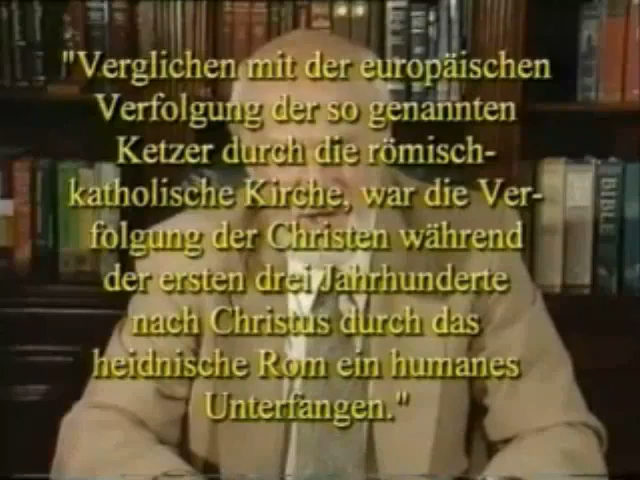 "Verglichen mit der europäischen
Verfolgung der so genannten
Ketzer durch die römisch-
katholische Kirche, war die Ver-
folgung der Christen während
der ersten drei Jahrhunderte
nach Christus durch das
heidnische Rom ein humanes
Unterfangen."
BIBLE